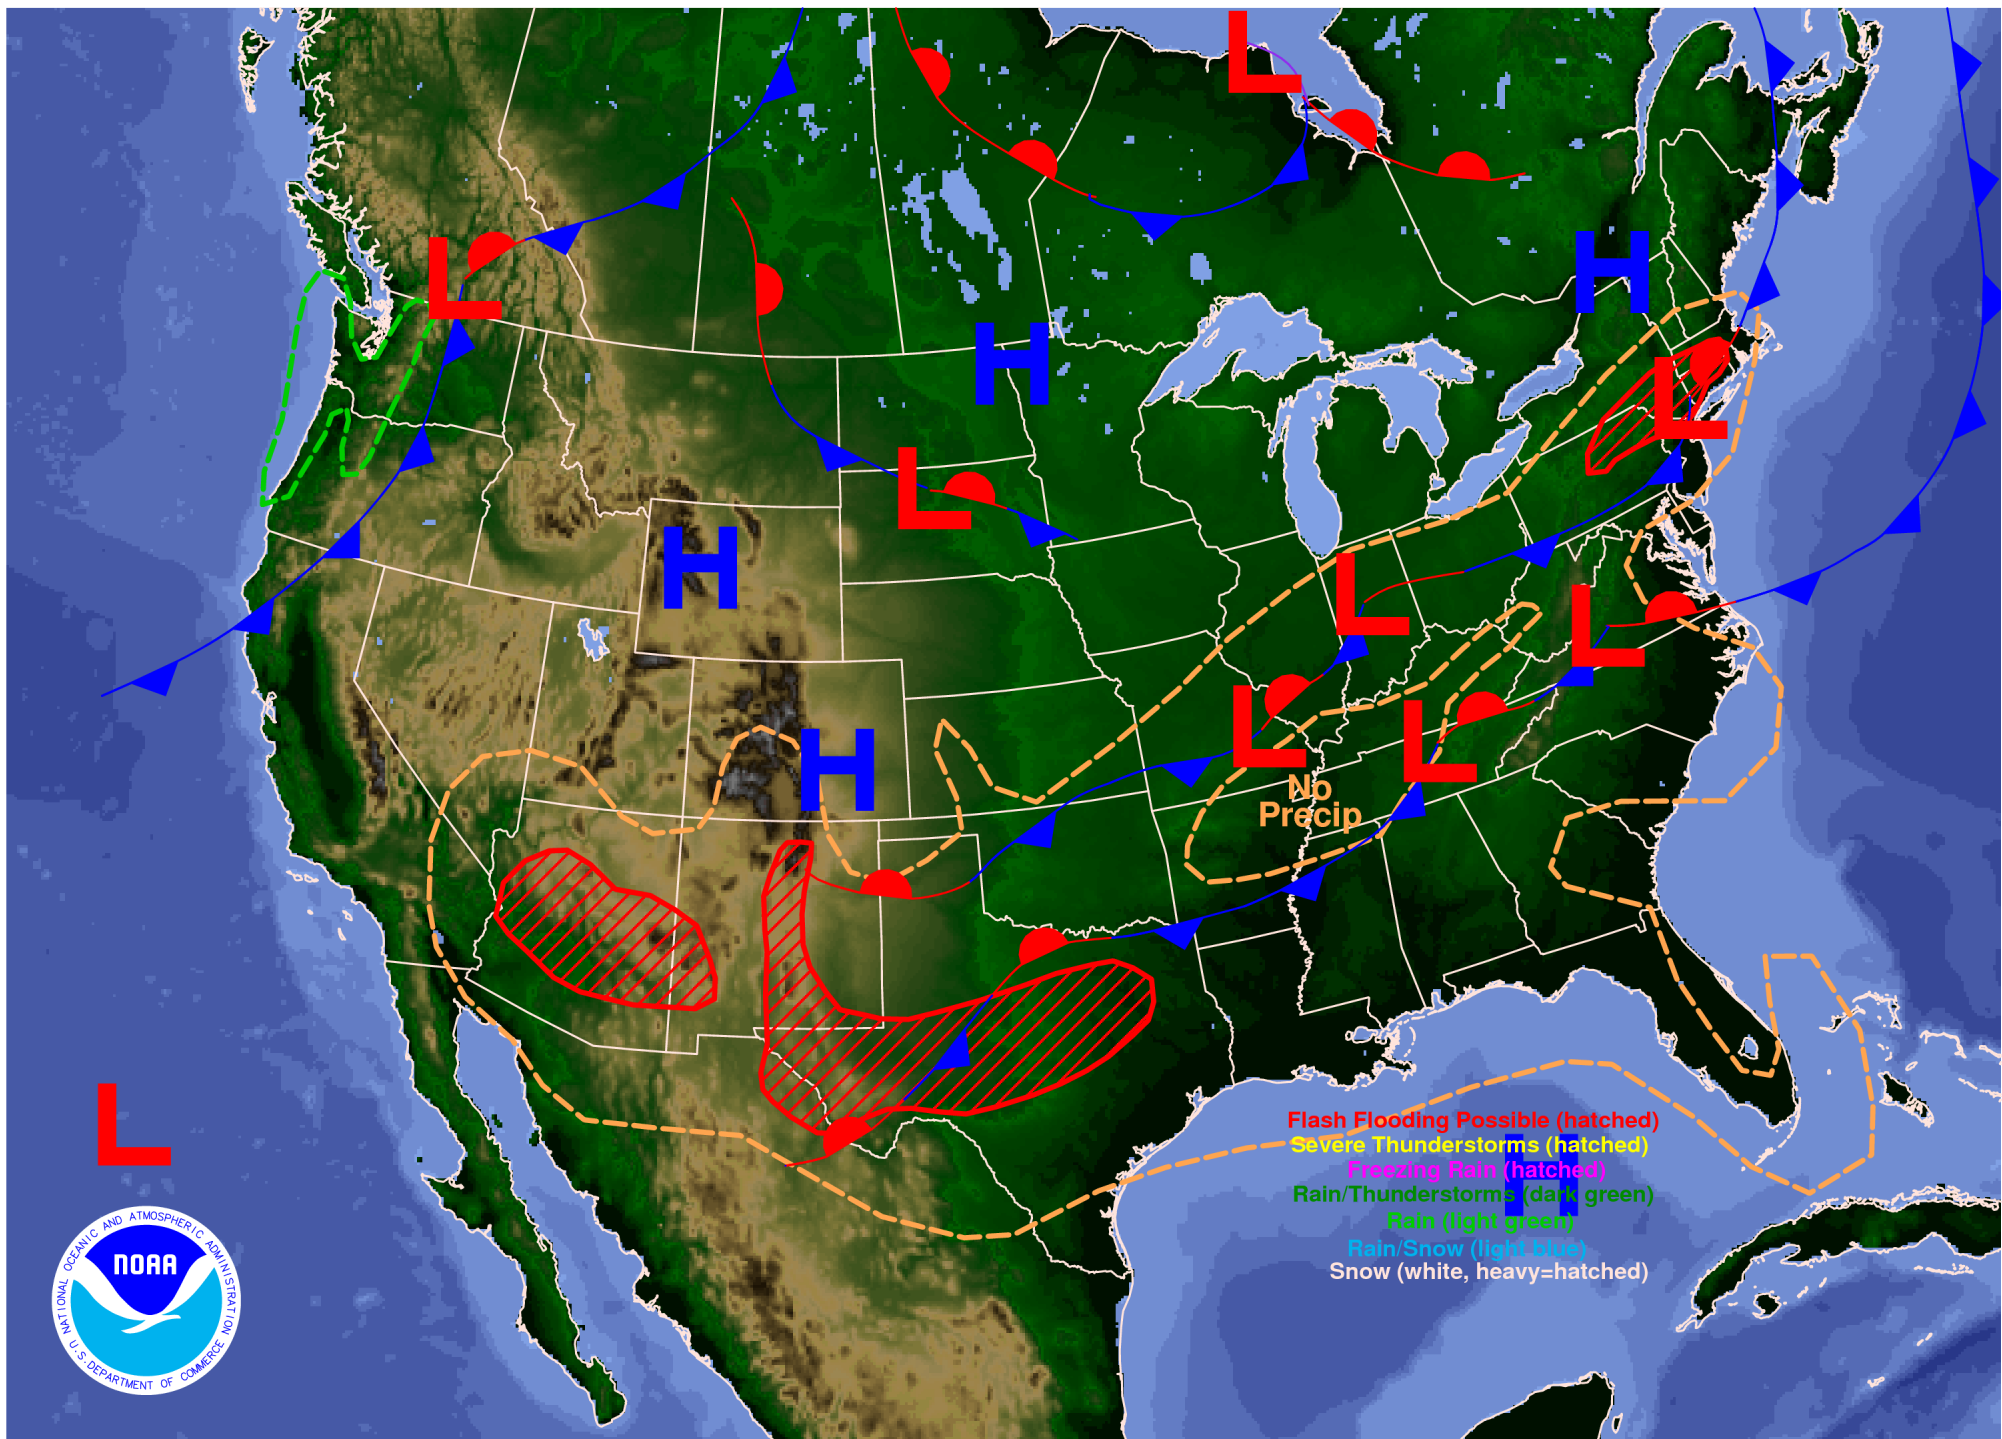 L
H
L
H
L
L
H
L
L
H
L
L
L
No
Precip
L
Flash Flooding Possible (hatched)
Severe Thunderstorms (hatched)
H
Freezing Rain (hatched)
Rain/Thunderstorms (dark green)
Rain (light green)
Rain/Snow (light blue)
Snow (white, heavy=hatched)
NATIONAL OCEANIC AND ATMOSPHERIC ADMINISTRATION
NOAA
U.S. DEPARTMENT OF COMMERCE